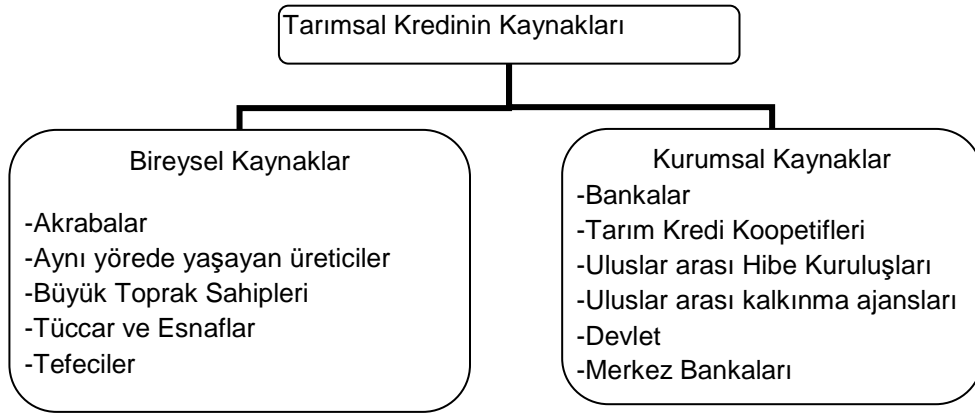 Tarımsal Kredinin Kaynakları
Bireysel Kaynaklar
-Akrabalar
-Aynı yörede yaşayan üreticiler
-Büyük Toprak Sahipleri
-Tüccar ve Esnaflar
-Tefeciler
Kurumsal Kaynaklar
-Bankalar
-Tarım Kredi Koopetifleri
-Uluslar arası Hibe Kuruluşları
-Uluslar arası kalkınma ajansları
-Devlet
-Merkez Bankaları